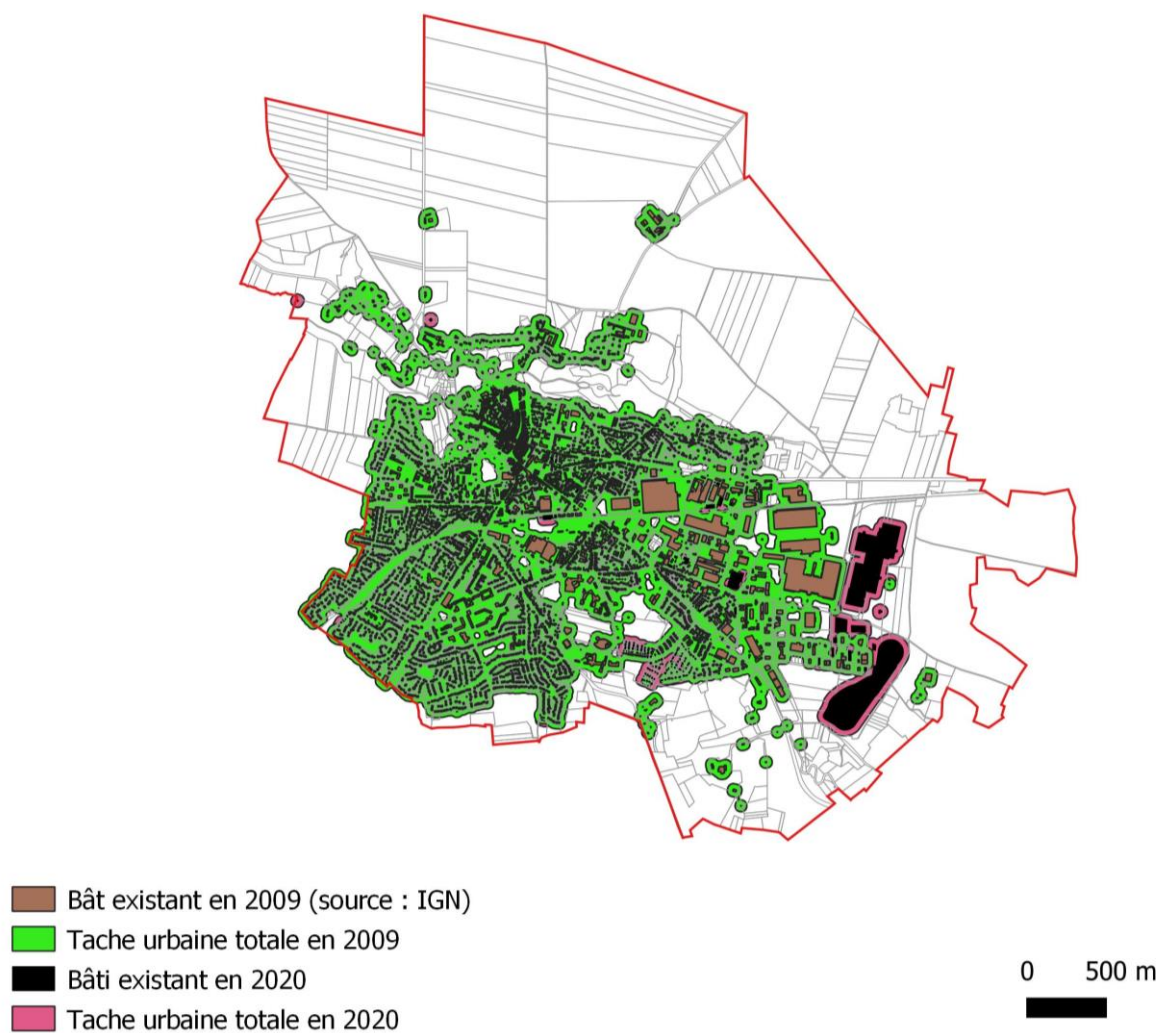 Bât existant en 2009 (source : IGN)
Tache urbaine totale en 2009
Bâti existant en 2020
Tache urbaine totale en 2020
0 500 m